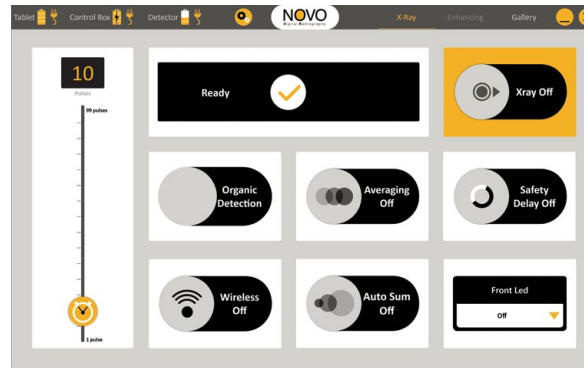 Tablet
Control Box
Detector
NOVO
Digital Radiography
X-Ray
Enhancing
Gallery
10
Pulses
99 pulses
1 pulse
Ready
Xray Off
Organic
Detection
Averaging
Off
Safety
Delay Off
Wireless
Off
Auto Sum
Off
Front Led
Off